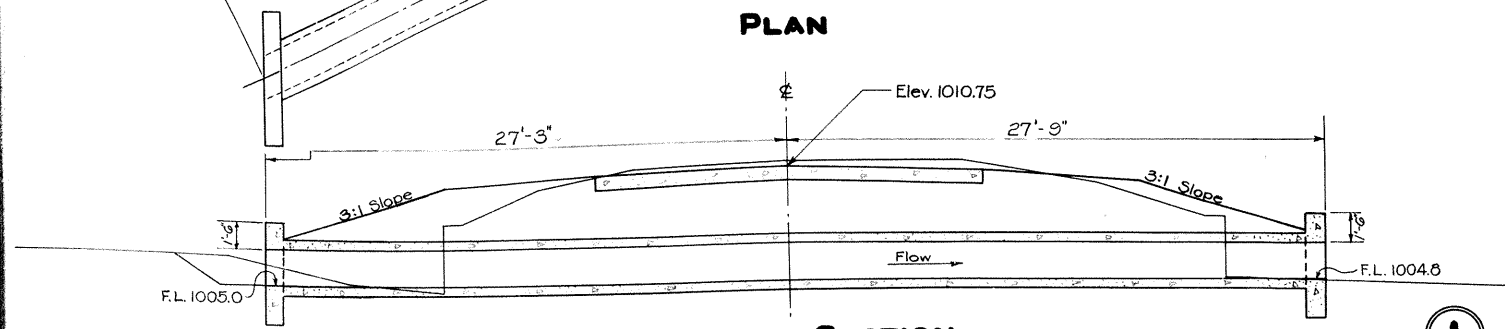 PLAN
℄
Elev. 1010.75
27'-3"
27'-9"
3:1 Slope
3:1 Slope
1'-6"
1'-6"
Flow
F.L. 1005.0
F.L. 1004.8